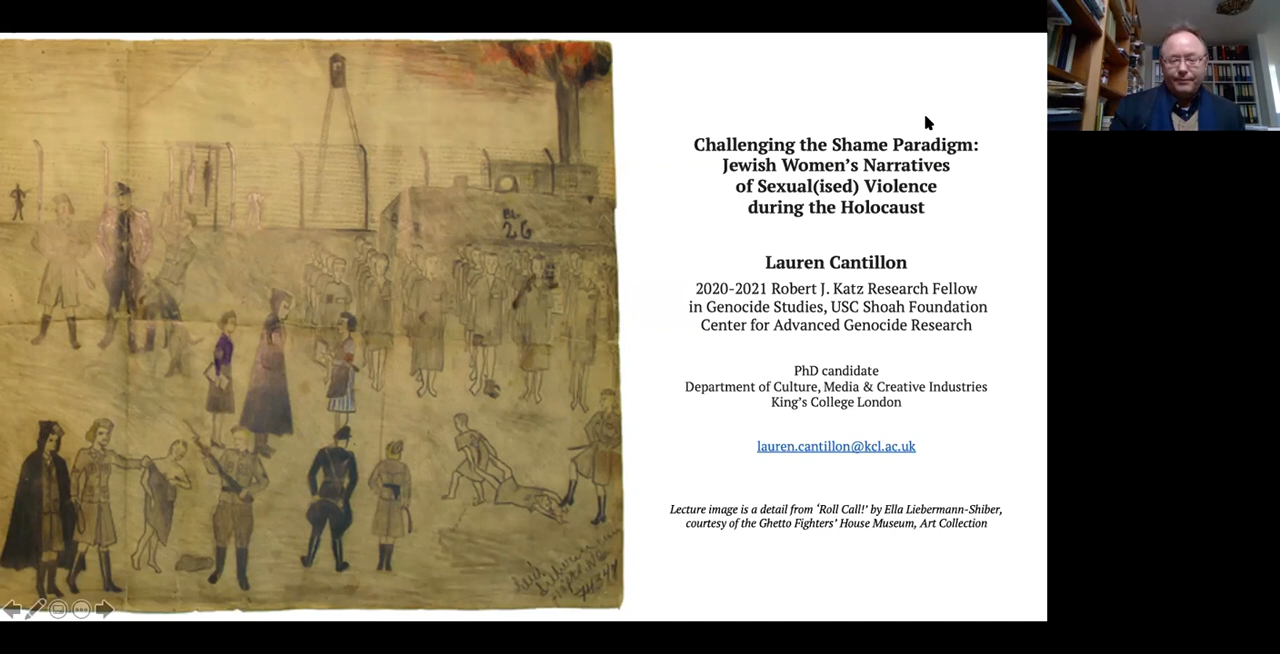 BL.
26
Challenging the Shame Paradigm:
Jewish Women's Narratives
of Sexual(ised) Violence
during the Holocaust
Lauren Cantillon
2020-2021 Robert J. Katz Research Fellow
in Genocide Studies, USC Shoah Foundation
Center for Advanced Genocide Research
PhD candidate
Department of Culture, Media & Creative Industries
King's College London
lauren.cantillon@kcl.ac.uk
Lecture image is a detail from 'Roll Call!' by Ella Liebermann-Shiber,
courtesy of the Ghetto Fighters' House Museum, Art Collection